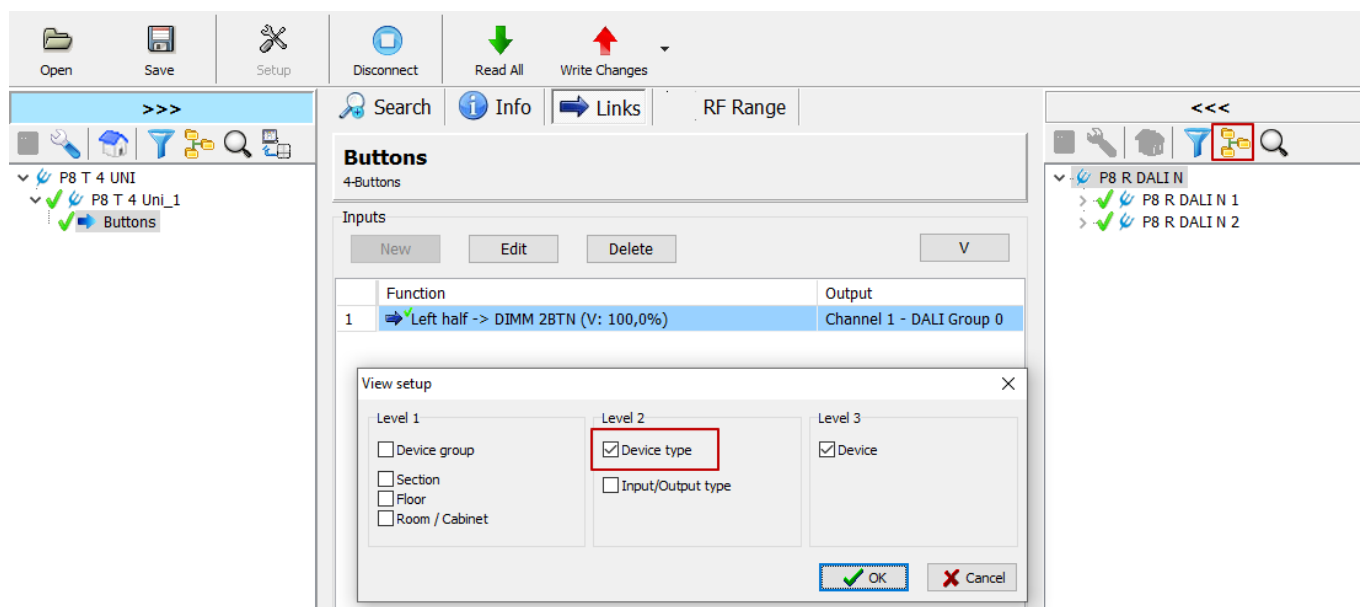 Open Save Setup Disconnect Read All Write Changes
>>>
Search Info Links RF Range
<<<
P8 T 4 UNI
P8 T 4 Uni_1
Buttons
Buttons
4-Buttons
Inputs
New Edit Delete V
Function Output
1 Left half -> DIMM 2BTN (V: 100,0%) Channel 1 - DALI Group 0
P8 R DALI N
P8 R DALI N 1
P8 R DALI N 2
View setup
Level 1 Level 2 Level 3
Device group Device type Device
Section
Input/Output type
Floor
Room / Cabinet
OK Cancel